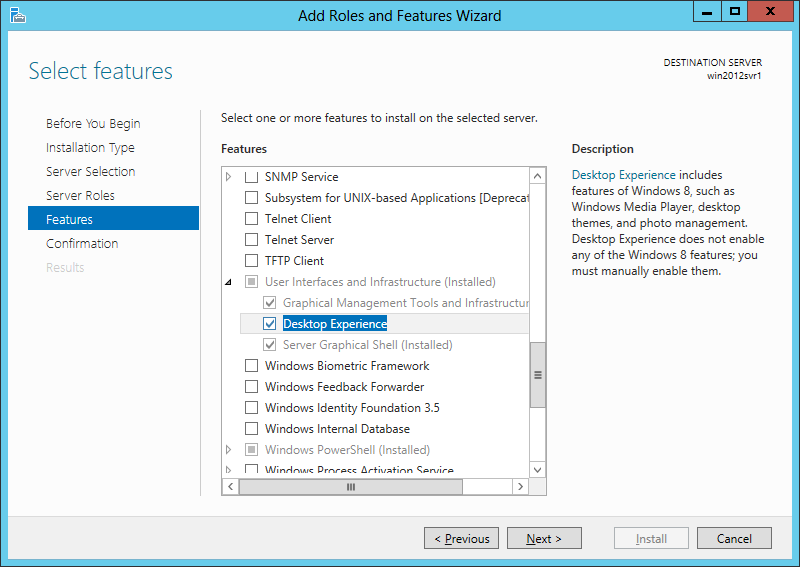 Add Roles and Features Wizard
Select features
DESTINATION SERVER
win2012svr1
Before You Begin
Installation Type
Server Selection
Server Roles
Features
Confirmation
Results
Select one or more features to install on the selected server.
Features
SNMP Service
Subsystem for UNIX-based Applications [Deprecat
Telnet Client
Telnet Server
TFTP Client
User Interfaces and Infrastructure (Installed)
Graphical Management Tools and Infrastructur
Desktop Experience
Server Graphical Shell (Installed)
Windows Biometric Framework
Windows Feedback Forwarder
Windows Identity Foundation 3.5
Windows Internal Database
Windows PowerShell (Installed)
Windows Process Activation Service
Description
Desktop Experience includes
features of Windows 8, such as
Windows Media Player, desktop
themes, and photo management.
Desktop Experience does not enable
any of the Windows 8 features; you
must manually enable them.
< Previous
Next >
Install
Cancel